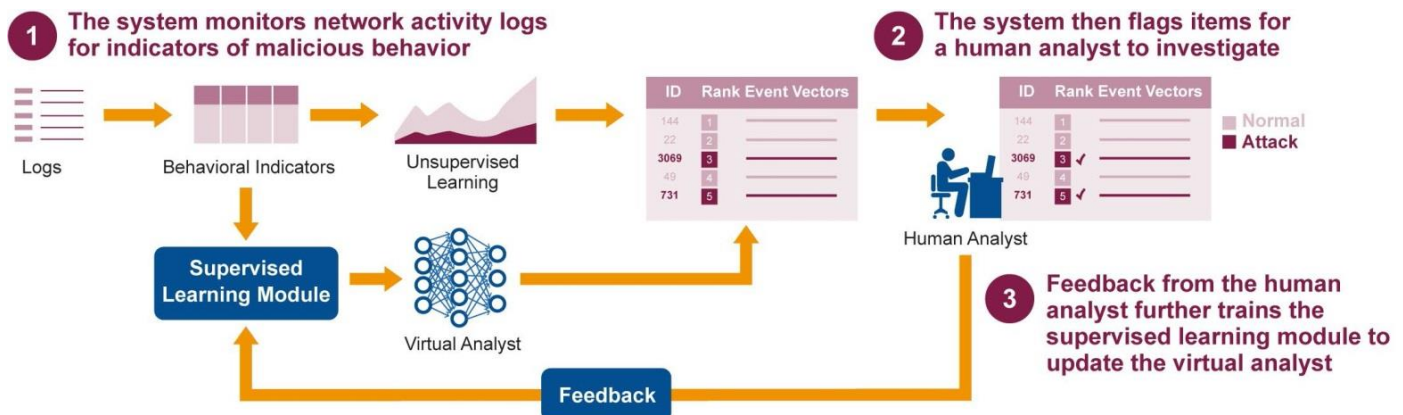 1
The system monitors network activity logs
for indicators of malicious behavior
2
The system then flags items for
a human analyst to investigate
Logs
Behavioral Indicators
Unsupervised
Learning
ID Rank Event Vectors
144 1
22 2
3069 3
49 4
731 5
ID Rank Event Vectors
144 1
22 2
3069 3 ✓
49 4
731 5 ✓
Normal
Attack
Human Analyst
Supervised
Learning Module
Virtual Analyst
3
Feedback from the human
analyst further trains the
supervised learning module to
update the virtual analyst
Feedback